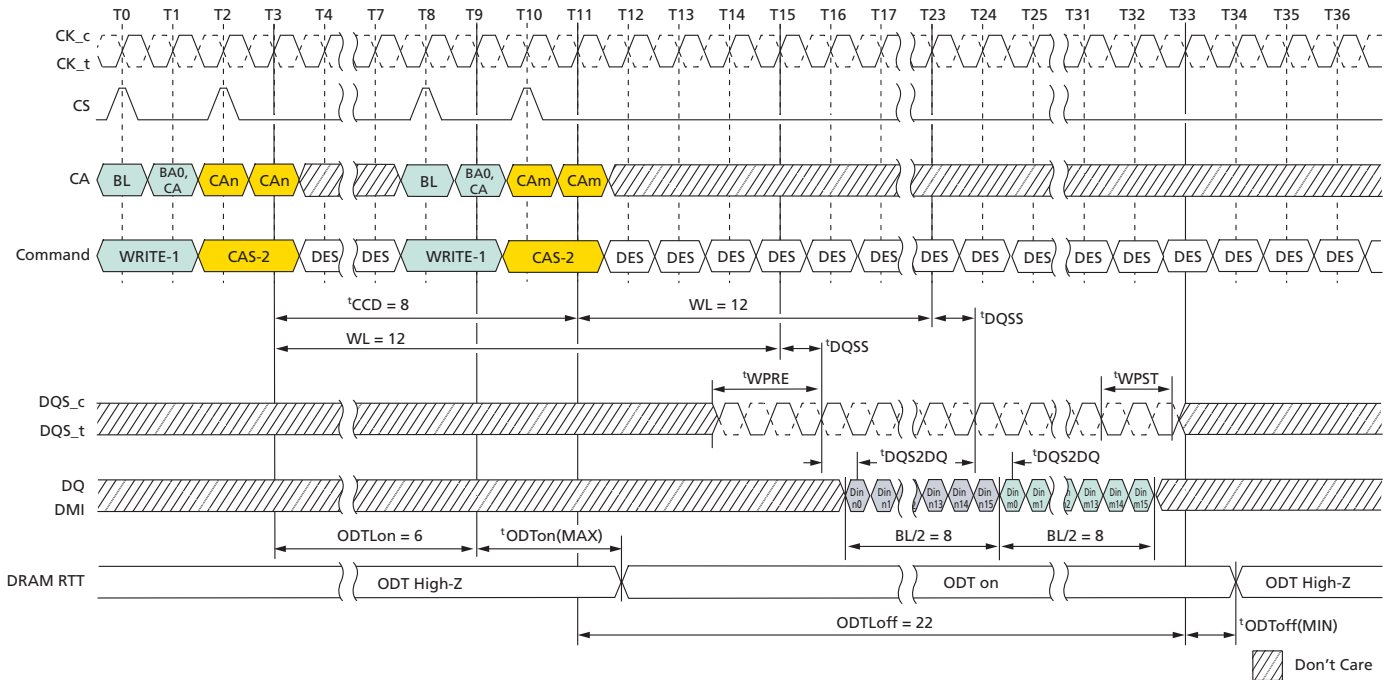 T0 T1 T2 T3 T4 T7 T8 T9 T10 T11 T12 T13 T14 T15 T16 T17 T23 T24 T25 T31 T32 T33 T34 T35 T36
CK_c
CK_t
CS
CA BL BA0, CA CAn CAn BL BA0, CA CAm CAm
Command WRITE-1 CAS-2 DES DES WRITE-1 CAS-2 DES DES DES DES DES DES DES DES DES DES DES DES DES DES DES
tCCD = 8 WL = 12 tDQSS
WL = 12 tDQSS
tWPRE tWPST
DQS_c
DQS_t
tDQS2DQ tDQS2DQ
DQ
DMI
Din n0 Din n1 Din n13 Din n14 Din n15 Din m0 Din m1 Din m13 Din m14 Din m15
BL/2 = 8 BL/2 = 8
ODTLon = 6 tODTon(MAX)
DRAM RTT ODT High-Z ODT on ODT High-Z
ODTLoff = 22 tODToff(MIN)
Don't Care